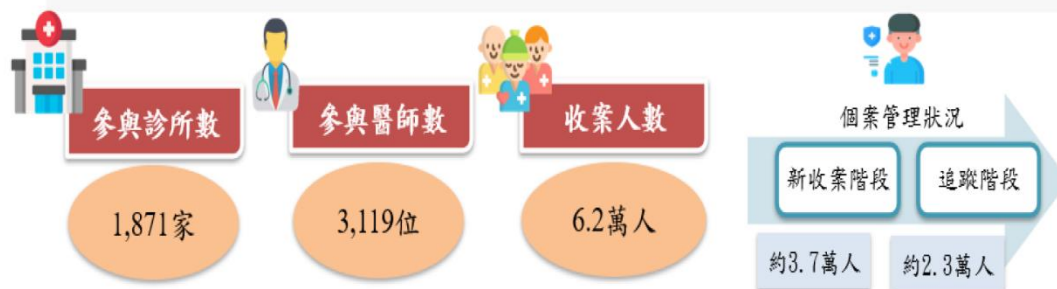 參與診所數
參與醫師數
收案人數
1,871家
3,119位
6.2萬人
個案管理狀況
新收案階段
追蹤階段
約3.7萬人
約2.3萬人